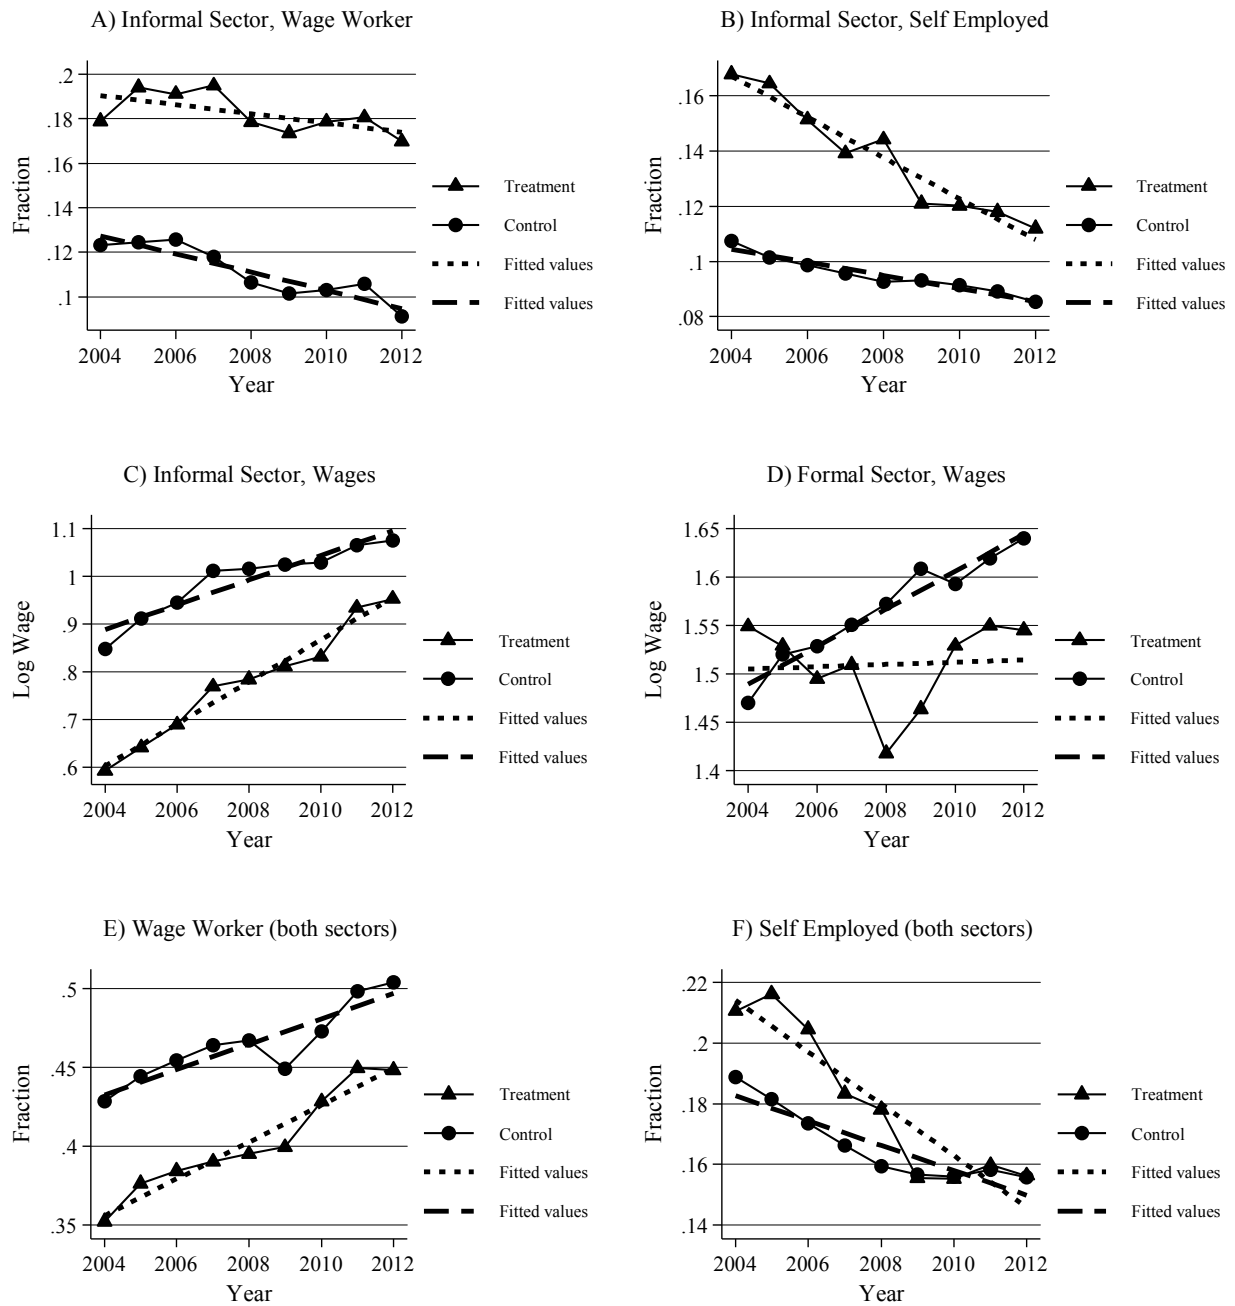 A) Informal Sector, Wage Worker
.2
.18
.16
.14
.12
.1
Fraction
2004 2006 2008 2010 2012
Year
Treatment
Control
Fitted values
Fitted values
B) Informal Sector, Self Employed
.16
.14
.12
.1
.08
Fraction
2004 2006 2008 2010 2012
Year
Treatment
Control
Fitted values
Fitted values
C) Informal Sector, Wages
1.1
1
.9
.8
.7
.6
Log Wage
2004 2006 2008 2010 2012
Year
Treatment
Control
Fitted values
Fitted values
D) Formal Sector, Wages
1.65
1.6
1.55
1.5
1.45
1.4
Log Wage
2004 2006 2008 2010 2012
Year
Treatment
Control
Fitted values
Fitted values
E) Wage Worker (both sectors)
.5
.45
.4
.35
Fraction
2004 2006 2008 2010 2012
Year
Treatment
Control
Fitted values
Fitted values
F) Self Employed (both sectors)
.22
.2
.18
.16
.14
Fraction
2004 2006 2008 2010 2012
Year
Treatment
Control
Fitted values
Fitted values